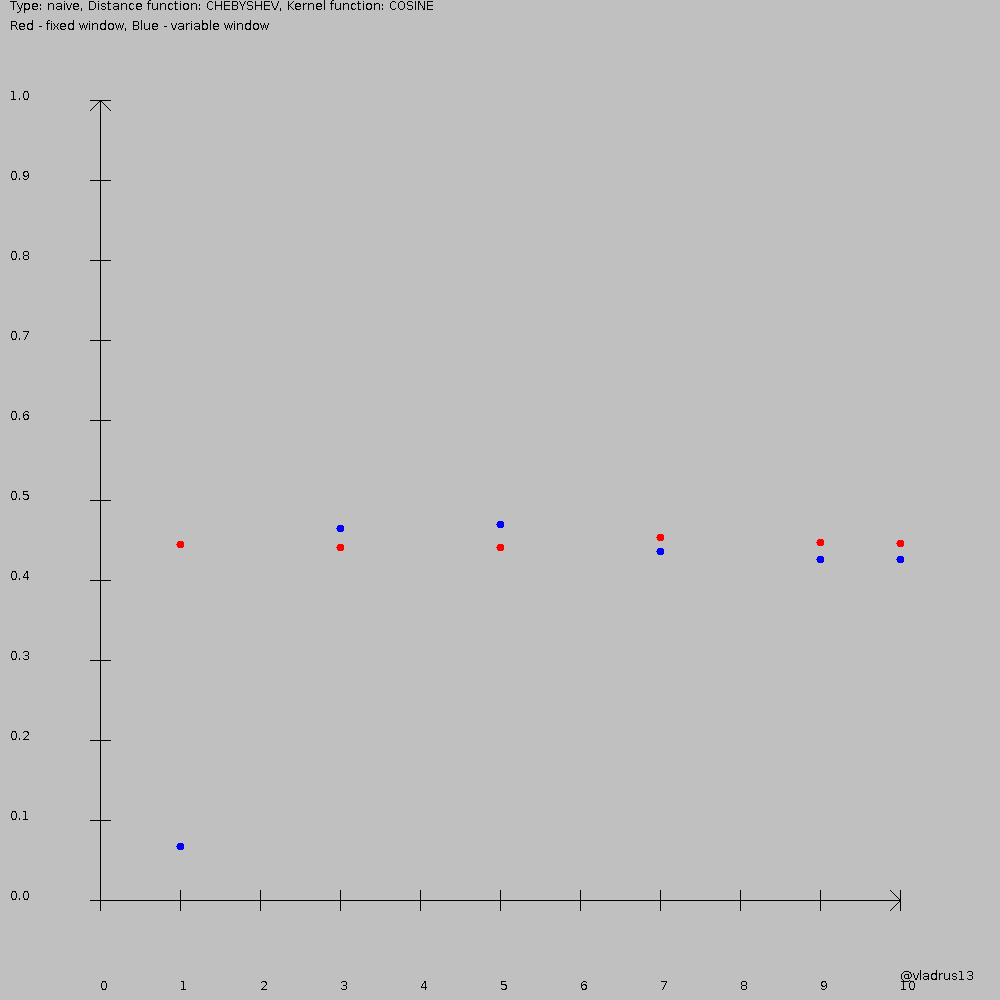 Type: naive, Distance function: CHEBYSHEV, Kernel function: COSINE
Red - fixed window, Blue - variable window
1.0
0.9
0.8
0.7
0.6
0.5
0.4
0.3
0.2
0.1
0.0
@vladrus13
0 1 2 3 4 5 6 7 8 9 10